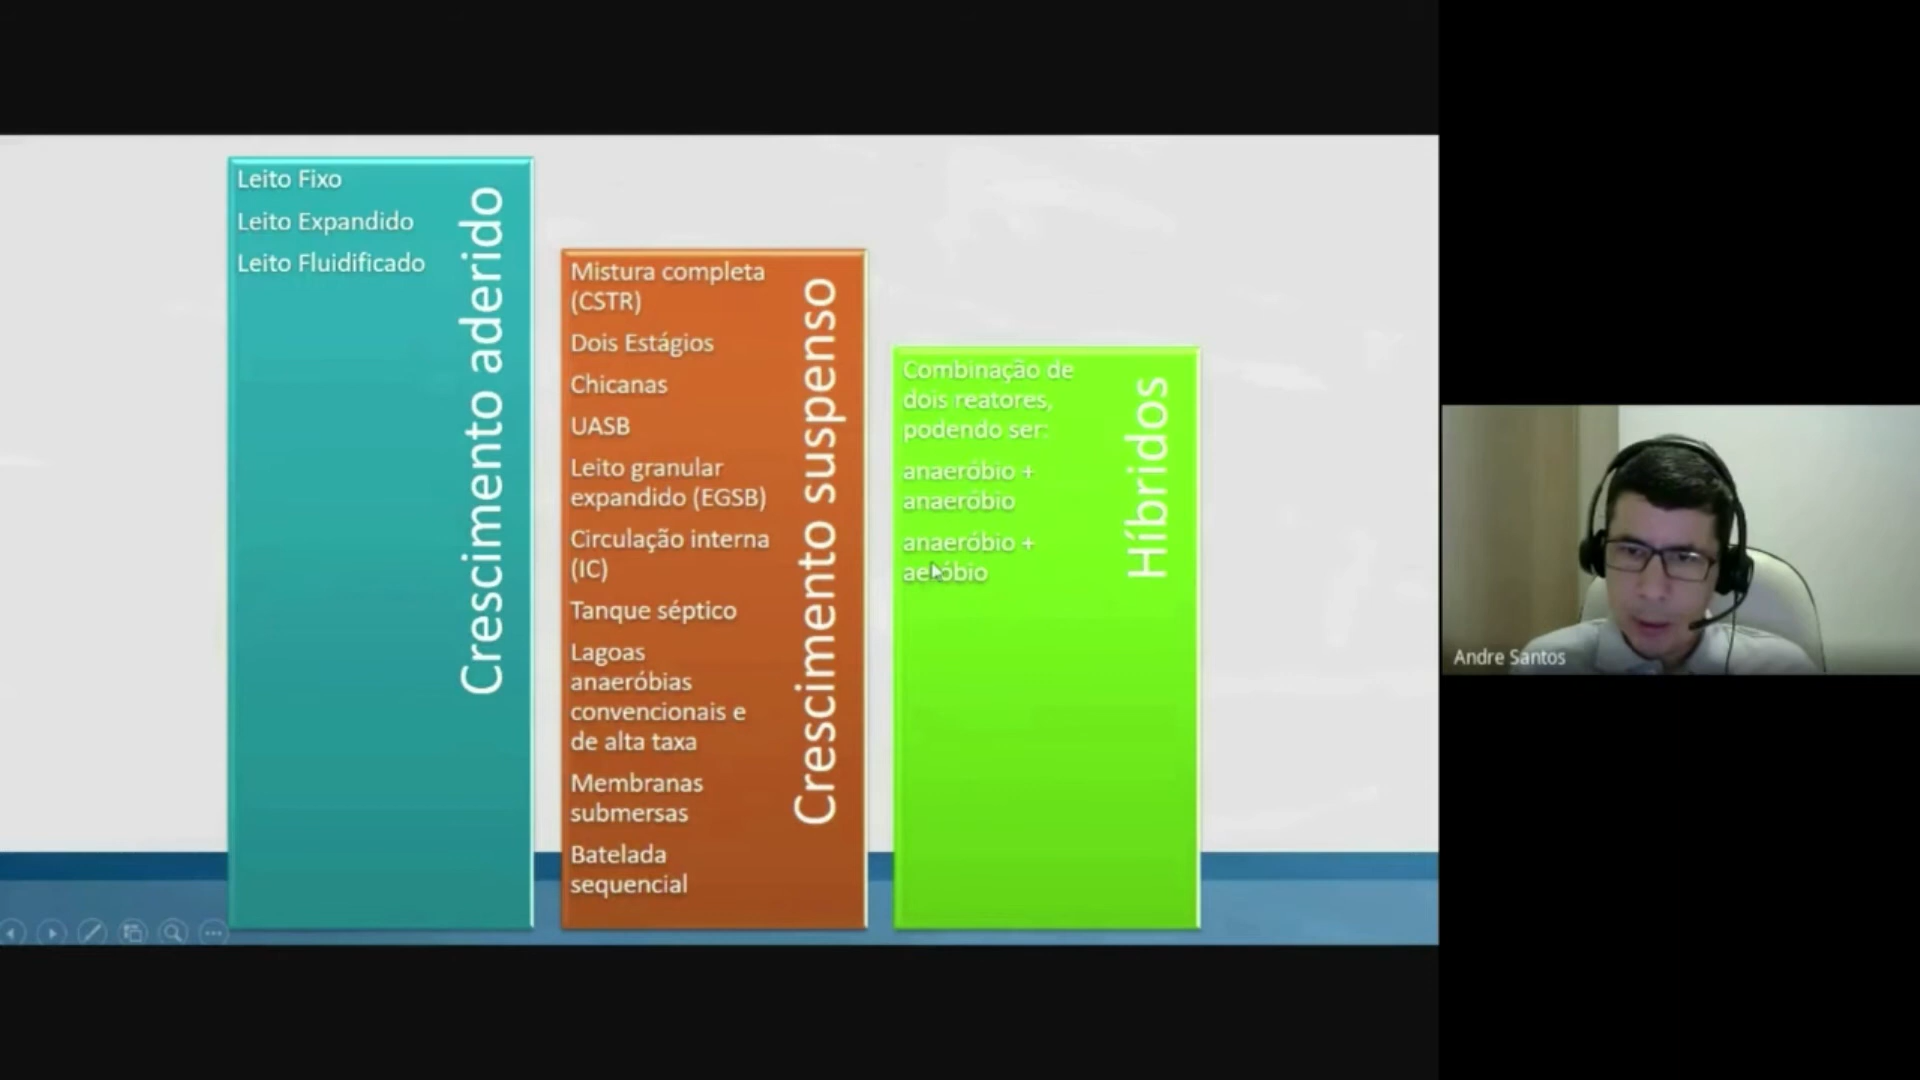 Leito Fixo
Leito Expandido
Leito Fluidificado
Crescimento aderido
Mistura completa
(CSTR)
Dois Estágios
Chicanas
UASB
Leito granular
expandido (EGSB)
Circulação interna
(IC)
Tanque séptico
Lagoas
anaeróbias
convencionais e
de alta taxa
Membranas
submersas
Batelada
sequencial
Crescimento suspenso
Combinação de
dois reatores,
podendo ser:
anaeróbio +
anaeróbio
anaeróbio +
aeróbio
Híbridos
Andre Santos